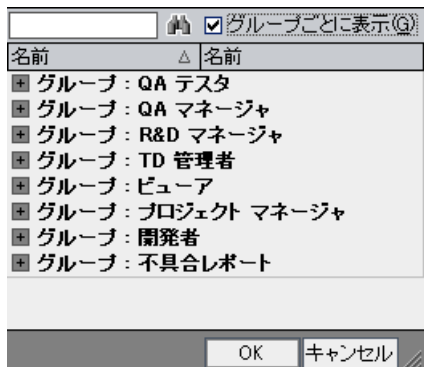 グループごとに表示(G)
名前 名前
グループ : QA テスタ
グループ : QA マネージャ
グループ : R&D マネージャ
グループ : TD 管理者
グループ : ビューア
グループ : プロジェクト マネージャ
グループ : 開発者
グループ : 不具合レポート
OK キャンセル